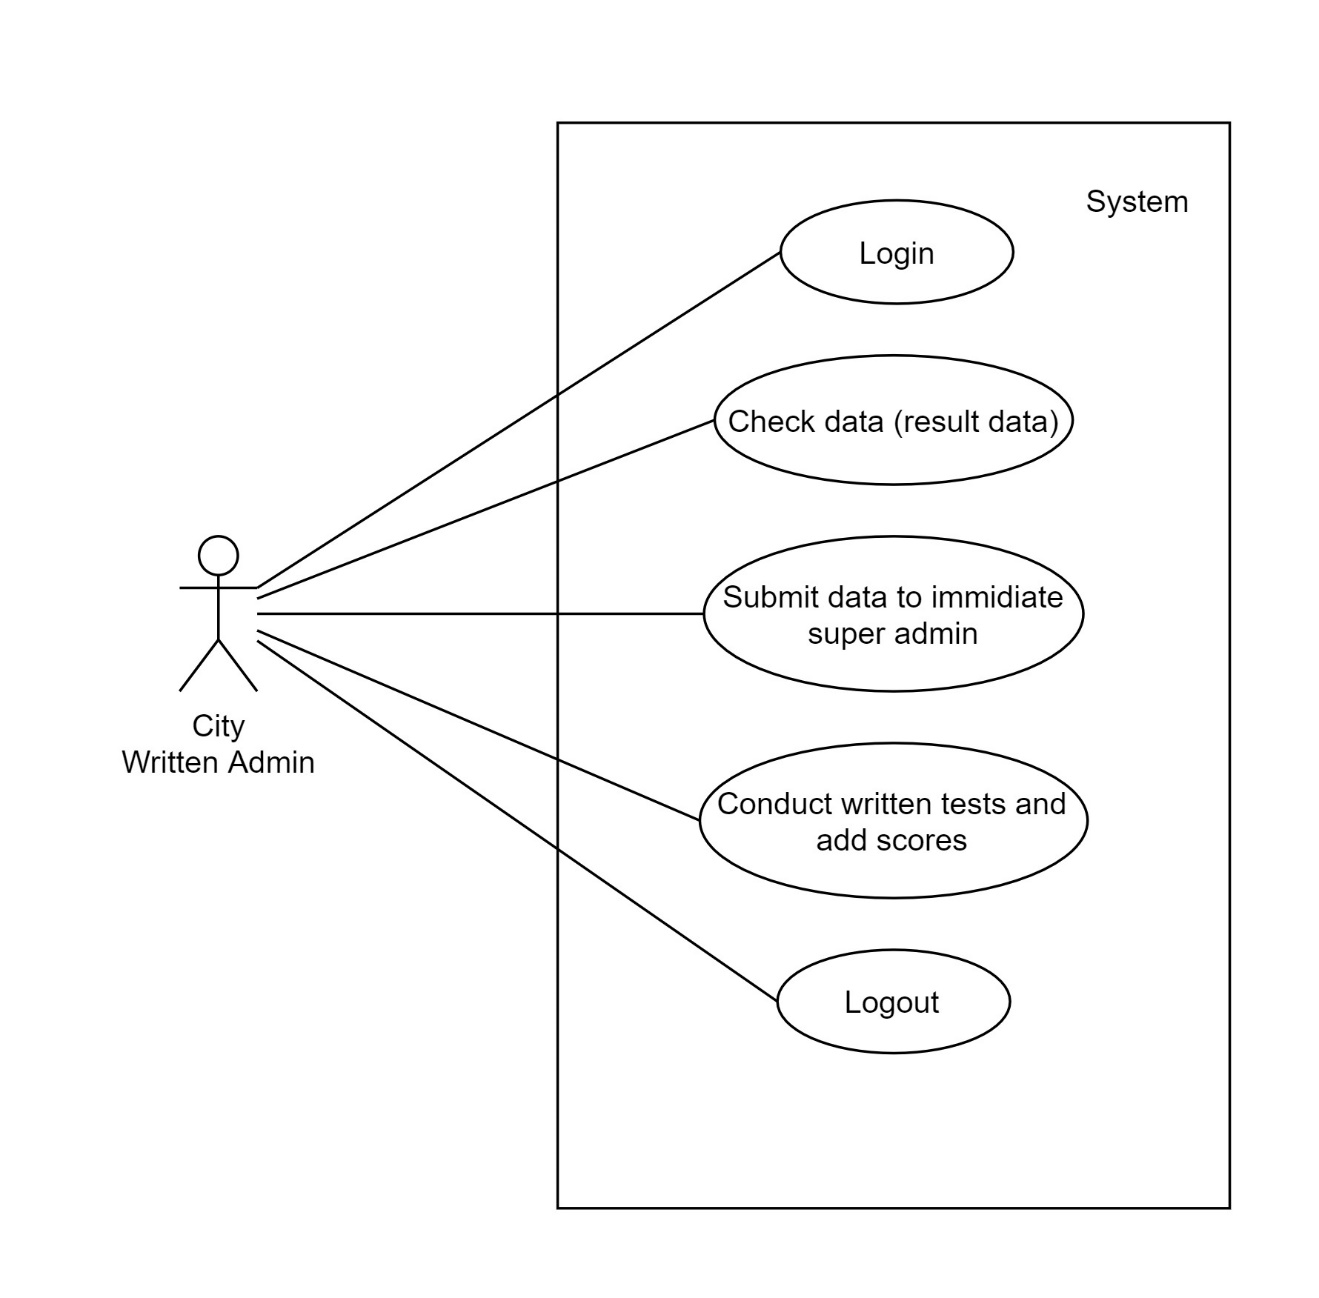 System
Login
Check data (result data)
Submit data to immidiate
super admin
City
Written Admin
Conduct written tests and
add scores
Logout